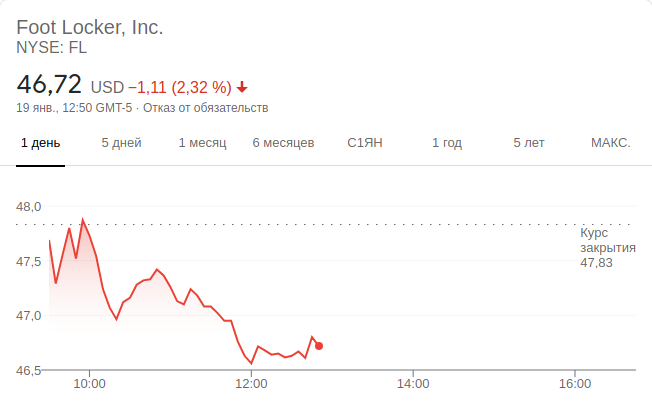 Foot Locker, Inc.
NYSE: FL
46,72 USD −1,11 (2,32 %)
19 янв., 12:50 GMT-5 · Отказ от обязательств
1 день 5 дней 1 месяц 6 месяцев С1ЯН 1 год 5 лет МАКС.
48,0
Курс
закрытия
47,83
47,5
47,0
46,5
10:00 12:00 14:00 16:00